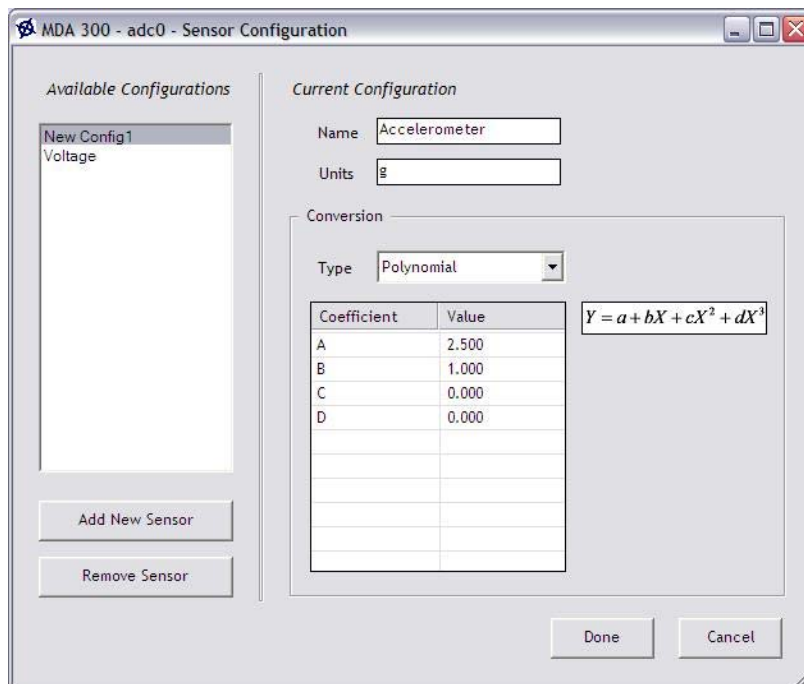 MDA 300 - adc0 - Sensor Configuration
Available Configurations
New Config1
Voltage
Add New Sensor
Remove Sensor
Current Configuration
Name Accelerometer
Units g
Conversion
Type Polynomial
Coefficient Value
A 2.500
B 1.000
C 0.000
D 0.000
Y = a + bX + cX² + dX³
Done Cancel